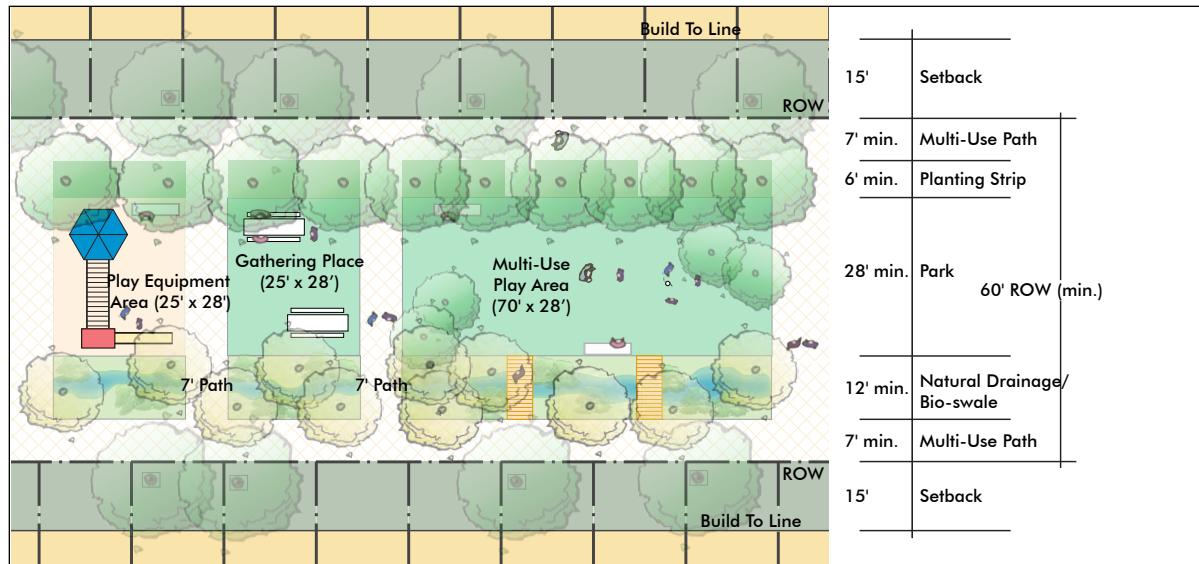 Build To Line
ROW
Play Equipment
Area (25' x 28')
Gathering Place
(25' x 28’)
Multi-Use
Play Area
(70' x 28’)
7' Path
7' Path
ROW
Build To Line
15' Setback
7' min. Multi-Use Path
6' min. Planting Strip
28' min. Park
60' ROW (min.)
12' min. Natural Drainage/
Bio-swale
7' min. Multi-Use Path
15' Setback